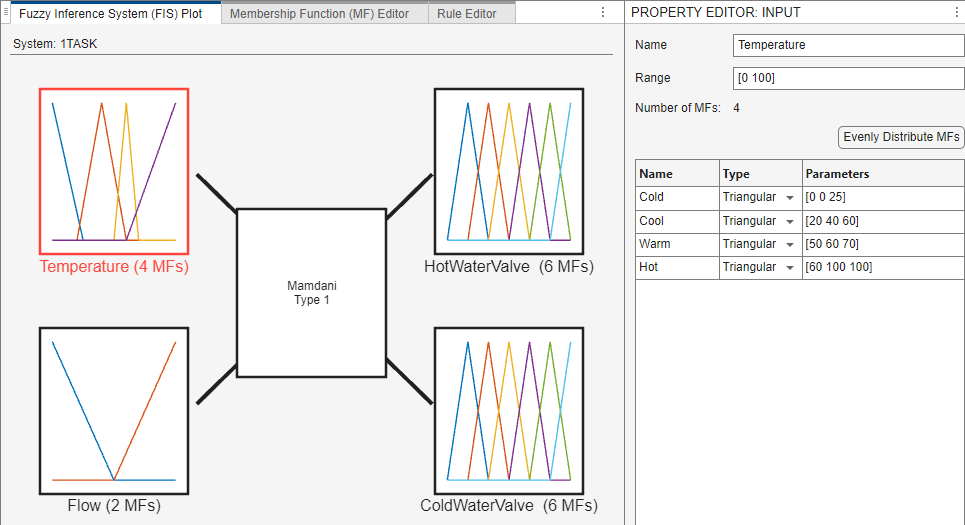 Fuzzy Inference System (FIS) Plot
Membership Function (MF) Editor
Rule Editor
System: 1TASK
Temperature (4 MFs)
Flow (2 MFs)
Mamdani
Type 1
HotWaterValve (6 MFs)
ColdWaterValve (6 MFs)
PROPERTY EDITOR: INPUT
Name Temperature
Range [0 100]
Number of MFs: 4
Evenly Distribute MFs
Name Type Parameters
Cold Triangular [0 0 25]
Cool Triangular [20 40 60]
Warm Triangular [50 60 70]
Hot Triangular [60 100 100]